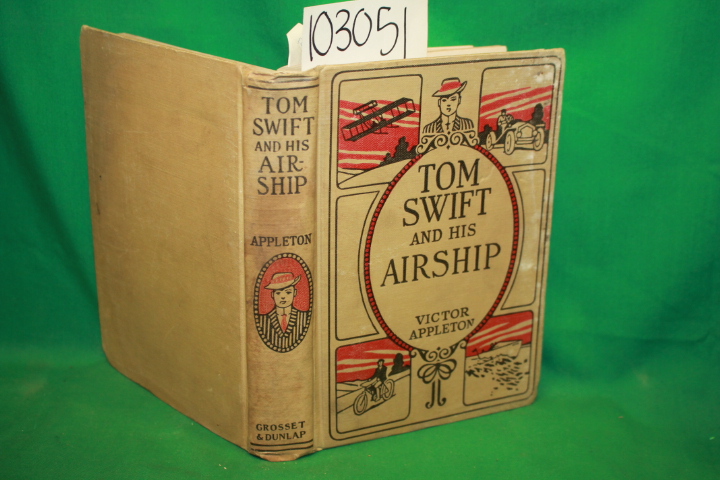 103051
TOM
SWIFT
AND HIS
AIR-
SHIP
APPLETON
GROSSET
& DUNLAP
TOM
SWIFT
AND HIS
AIRSHIP
VICTOR
APPLETON